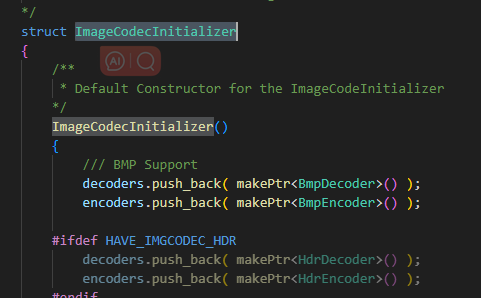 */
struct ImageCodecInitializer
{
/**
* Default Constructor for the ImageCodeInitializer
*/
ImageCodecInitializer()
{
/// BMP Support
decoders.push_back( makePtr<BmpDecoder>() );
encoders.push_back( makePtr<BmpEncoder>() );
#ifdef HAVE_IMGCODEC_HDR
decoders.push_back( makePtr<HdrDecoder>() );
encoders.push_back( makePtr<HdrEncoder>() );
#endif